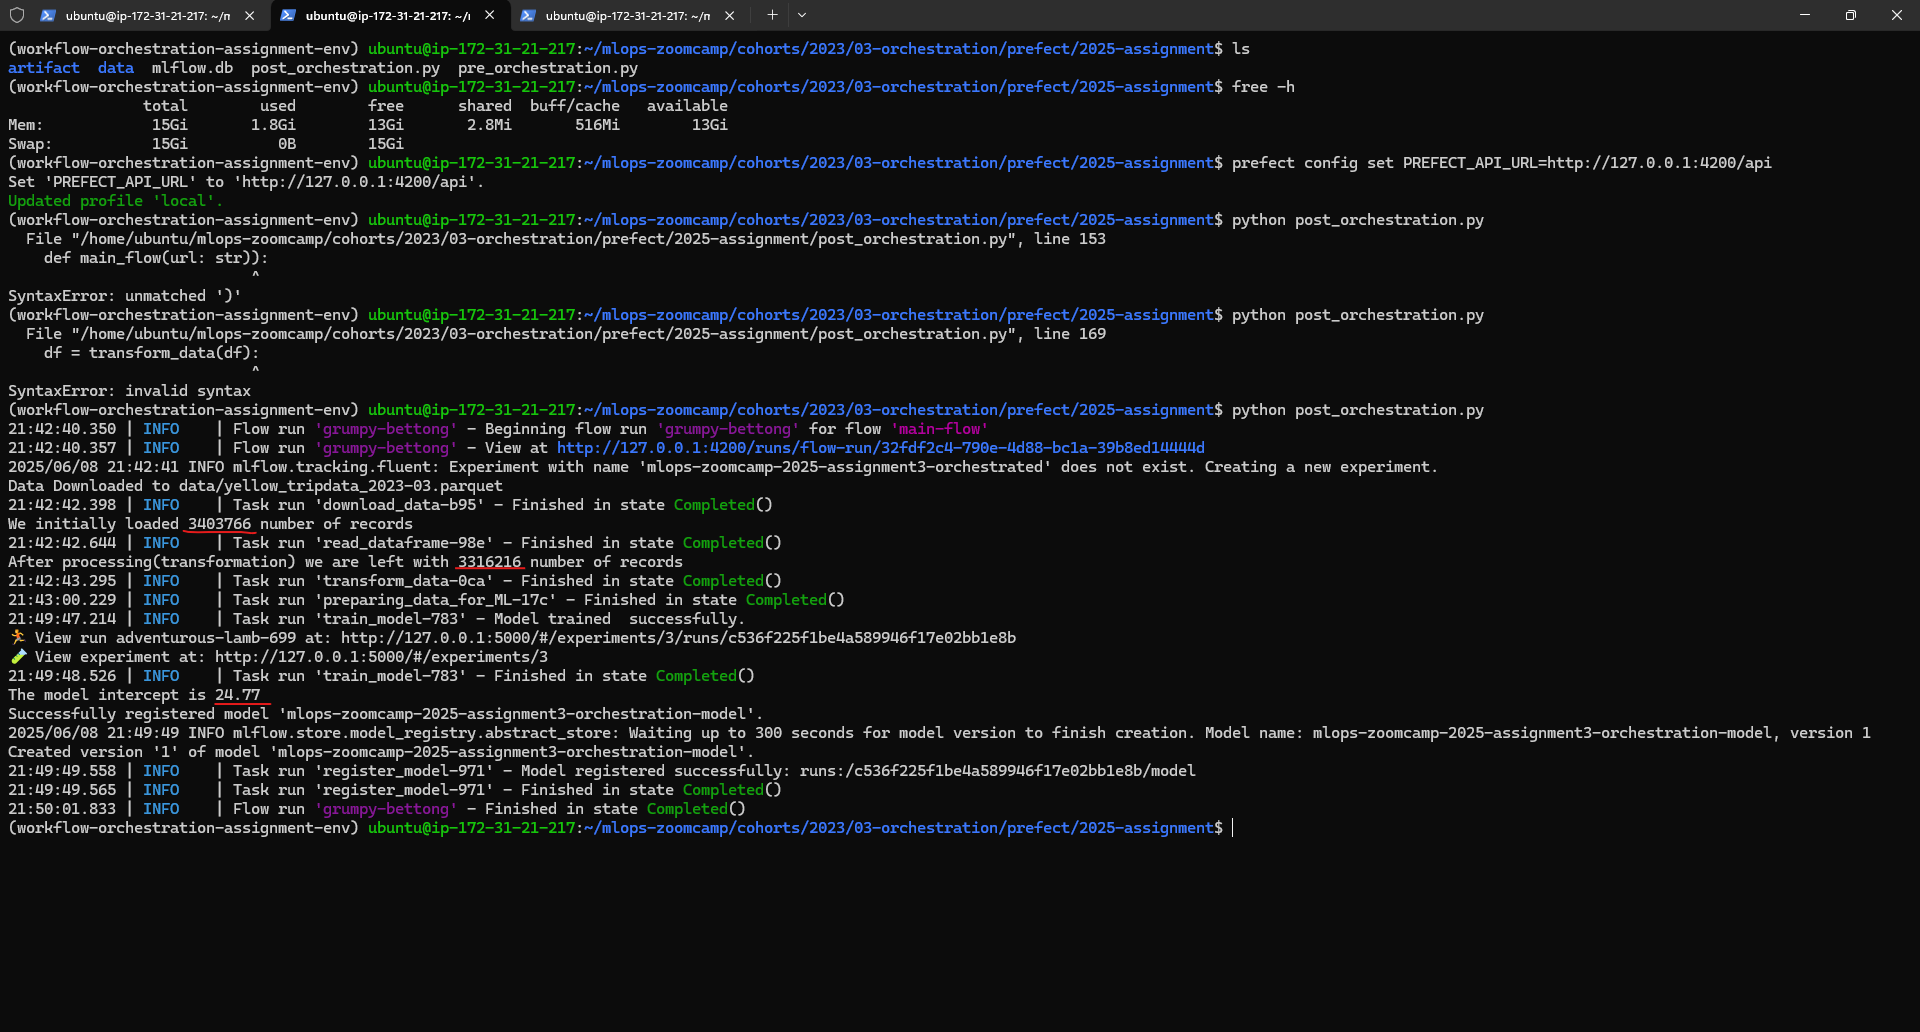 ubuntu@ip-172-31-21-217: ~/m
ubuntu@ip-172-31-21-217: ~/i
ubuntu@ip-172-31-21-217: ~/m
(workflow-orchestration-assignment-env) ubuntu@ip-172-31-21-217:~/mlops-zoomcamp/cohorts/2023/03-orchestration/prefect/2025-assignment$ ls
artifact  data  mlflow.db  post_orchestration.py  pre_orchestration.py
(workflow-orchestration-assignment-env) ubuntu@ip-172-31-21-217:~/mlops-zoomcamp/cohorts/2023/03-orchestration/prefect/2025-assignment$ free -h
               total        used        free      shared  buff/cache   available
Mem:            15Gi       1.8Gi        13Gi       2.8Mi       516Mi        13Gi
Swap:           15Gi          0B        15Gi
(workflow-orchestration-assignment-env) ubuntu@ip-172-31-21-217:~/mlops-zoomcamp/cohorts/2023/03-orchestration/prefect/2025-assignment$ prefect config set PREFECT_API_URL=http://127.0.0.1:4200/api
Set 'PREFECT_API_URL' to 'http://127.0.0.1:4200/api'.
Updated profile 'local'.
(workflow-orchestration-assignment-env) ubuntu@ip-172-31-21-217:~/mlops-zoomcamp/cohorts/2023/03-orchestration/prefect/2025-assignment$ python post_orchestration.py
  File "/home/ubuntu/mlops-zoomcamp/cohorts/2023/03-orchestration/prefect/2025-assignment/post_orchestration.py", line 153
    def main_flow(url: str)):
                           ^
SyntaxError: unmatched ')'
(workflow-orchestration-assignment-env) ubuntu@ip-172-31-21-217:~/mlops-zoomcamp/cohorts/2023/03-orchestration/prefect/2025-assignment$ python post_orchestration.py
  File "/home/ubuntu/mlops-zoomcamp/cohorts/2023/03-orchestration/prefect/2025-assignment/post_orchestration.py", line 169
    df = transform_data(df):
                           ^
SyntaxError: invalid syntax
(workflow-orchestration-assignment-env) ubuntu@ip-172-31-21-217:~/mlops-zoomcamp/cohorts/2023/03-orchestration/prefect/2025-assignment$ python post_orchestration.py
21:42:40.350 | INFO    | Flow run 'grumpy-bettong' - Beginning flow run 'grumpy-bettong' for flow 'main-flow'
21:42:40.357 | INFO    | Flow run 'grumpy-bettong' - View at http://127.0.0.1:4200/runs/flow-run/32fdf2c4-790e-4d88-bc1a-39b8ed14444d
2025/06/08 21:42:41 INFO mlflow.tracking.fluent: Experiment with name 'mlops-zoomcamp-2025-assignment3-orchestrated' does not exist. Creating a new experiment.
Data Downloaded to data/yellow_tripdata_2023-03.parquet
21:42:42.398 | INFO    | Task run 'download_data-b95' - Finished in state Completed()
We initially loaded 3403766 number of records
21:42:42.644 | INFO    | Task run 'read_dataframe-98e' - Finished in state Completed()
After processing(transformation) we are left with 3316216 number of records
21:42:43.295 | INFO    | Task run 'transform_data-0ca' - Finished in state Completed()
21:43:00.229 | INFO    | Task run 'preparing_data_for_ML-17c' - Finished in state Completed()
21:49:47.214 | INFO    | Task run 'train_model-783' - Model trained  successfully.
🏃 View run adventurous-lamb-699 at: http://127.0.0.1:5000/#/experiments/3/runs/c536f225f1be4a589946f17e02bb1e8b
🧪 View experiment at: http://127.0.0.1:5000/#/experiments/3
21:49:48.526 | INFO    | Task run 'train_model-783' - Finished in state Completed()
The model intercept is 24.77
Successfully registered model 'mlops-zoomcamp-2025-assignment3-orchestration-model'.
2025/06/08 21:49:49 INFO mlflow.store.model_registry.abstract_store: Waiting up to 300 seconds for model version to finish creation. Model name: mlops-zoomcamp-2025-assignment3-orchestration-model, version 1
Created version '1' of model 'mlops-zoomcamp-2025-assignment3-orchestration-model'.
21:49:49.558 | INFO    | Task run 'register_model-971' - Model registered successfully: runs:/c536f225f1be4a589946f17e02bb1e8b/model
21:49:49.565 | INFO    | Task run 'register_model-971' - Finished in state Completed()
21:50:01.833 | INFO    | Flow run 'grumpy-bettong' - Finished in state Completed()
(workflow-orchestration-assignment-env) ubuntu@ip-172-31-21-217:~/mlops-zoomcamp/cohorts/2023/03-orchestration/prefect/2025-assignment$